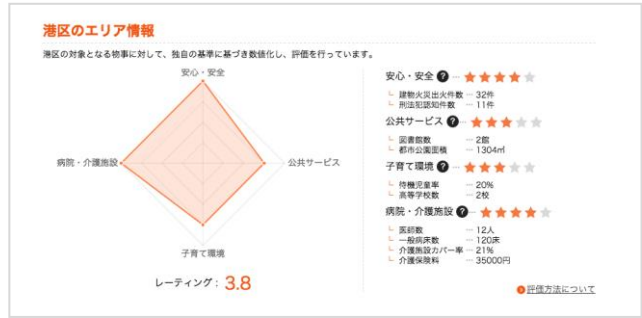 港区のエリア情報
港区の対象となる物事に対して、独自の基準に基づき数値化し、評価を行っています。
安心・安全
病院・介護施設
公共サービス
子育て環境
レーティング： 3.8
安心・安全 ? ★★★★★
建物火災出火件数 — 32件
刑法犯認知件数 — 11件
公共サービス ? ★★★★★
図書館数 — 2館
都市公園面積 — 1304㎡
子育て環境 ? ★★★★★
待機児童率 — 20%
高等学校数 — 2校
病院・介護施設 ? ★★★★★
医師数 — 12人
一般病床数 — 120床
介護施設カバー率 — 21%
介護保険料 — 35000円
評価方法について